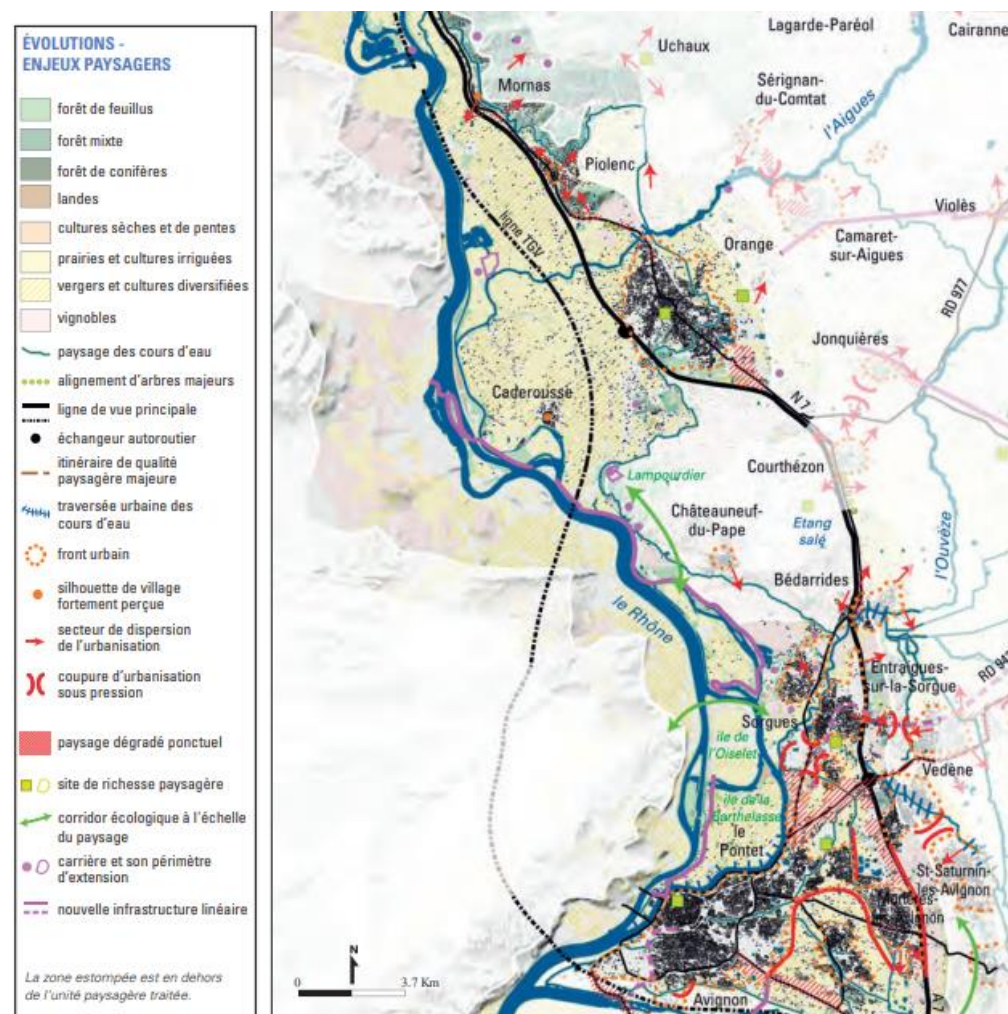 ÉVOLUTIONS -
ENJEUX PAYSAGERS
forêt de feuillus
forêt mixte
forêt de conifères
landes
cultures sèches et de pentes
prairies et cultures irriguées
vergers et cultures diversifiées
vignobles
paysage des cours d'eau
alignement d'arbres majeurs
ligne de vue principale
échangeur autoroutier
itinéraire de qualité
paysagère majeure
traversée urbaine des
cours d'eau
front urbain
silhouette de village
fortement perçue
secteur de dispersion
de l'urbanisation
coupure d'urbanisation
sous pression
paysage dégradé ponctuel
site de richesse paysagère
corridor écologique à l'échelle
du paysage
carrière et son périmètre
d'extension
nouvelle infrastructure linéaire
La zone estompée est en dehors
de l'unité paysagère traitée.
Lagarde-Paréol
Cairanne
Uchaux
Mornas
Sérignan-
du-Comtat
l'Aigues
Piolenc
Violès
ligne TGV
Orange
Camaret-
sur-Aigues
RD 977
Jonquières
Caderousse
N 7
Courthézon
Lampourdier
Châteauneuf-
du-Pape
Etang
salé
l'Ouvèze
Bédarrides
le Rhône
Entraigues-
sur-la-Sorgue
Sorgues
île de
l'Oiselet
Vedène
île de la
Barthelasse
le
Pontet
St-Saturnin-
les-Avignon
N
0 3.7 Km
Avignon
A 7